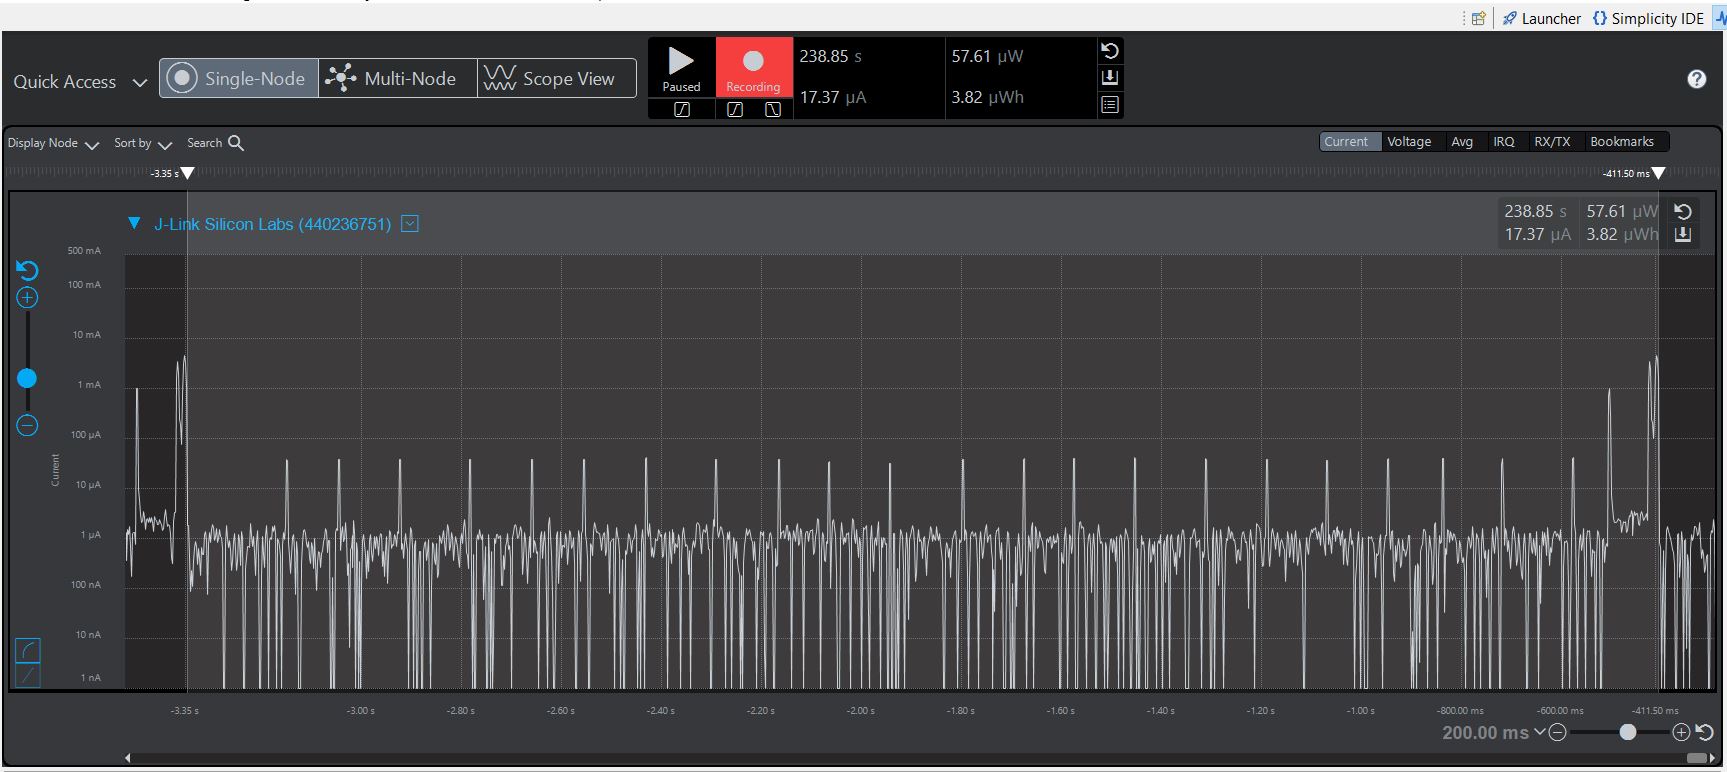 Launcher Simplicity IDE
Quick Access Single-Node Multi-Node Scope View
Paused Recording
238.85 s 57.61 µW
17.37 µA 3.82 µWh
Display Node Sort by Search
Current Voltage Avg IRQ RX/TX Bookmarks
-3.35 s -411.50 ms
J-Link Silicon Labs (440236751)
238.85 s 57.61 µW
17.37 µA 3.82 µWh
500 mA
100 mA
10 mA
1 mA
100 µA
10 µA
1 µA
100 nA
10 nA
1 nA
Current
-3.35 s -3.00 s -2.80 s -2.60 s -2.40 s -2.20 s -2.00 s -1.80 s -1.60 s -1.40 s -1.20 s -1.00 s -800.00 ms -600.00 ms -411.50 ms
200.00 ms